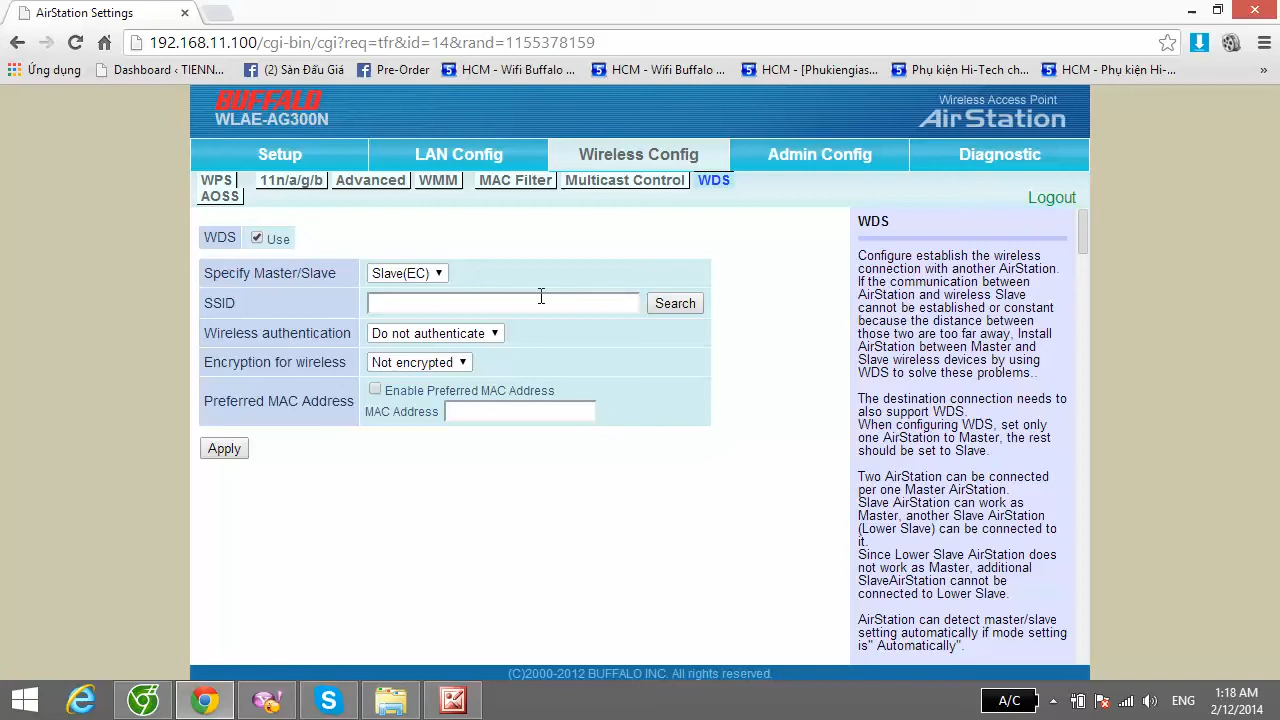 AirStation Settings
192.168.11.100/cgi-bin/cgi?req=tfr&id=14&rand=1155378159
Ứng dụng
Dashboard ‹ TIENN...
(2) Sàn Đấu Giá
Pre-Order
HCM - Wifi Buffalo ...
HCM - Wifi Buffalo ...
HCM - [Phukiengias...
Phụ kiện Hi-Tech ch...
HCM - Phụ kiện Hi-...
»
BUFFALO
WLAE-AG300N
Wireless Access Point
AirStation
Setup
LAN Config
Wireless Config
Admin Config
Diagnostic
WPS
11n/a/g/b
Advanced
WMM
MAC Filter
Multicast Control
WDS
AOSS
Logout
WDS
Use
Specify Master/Slave
Slave(EC)
SSID
Search
Wireless authentication
Do not authenticate
Encryption for wireless
Not encrypted
Preferred MAC Address
Enable Preferred MAC Address
MAC Address
Apply
WDS
Configure establish the wireless
connection with another AirStation.
If the communication between
AirStation and wireless Slave
cannot be established or constant
because the distance between
those two are too far away, Install
AirStation between Master and
Slave wireless devices by using
WDS to solve these problems..
The destination connection needs to
also support WDS.
When configuring WDS, set only
one AirStation to Master, the rest
should be set to Slave.
Two AirStation can be connected
per one Master AirStation.
Slave AirStation can work as
Master, another Slave AirStation
(Lower Slave) can be connected to
it.
Since Lower Slave AirStation does
not work as Master, additional
SlaveAirStation cannot be
connected to Lower Slave.
AirStation can detect master/slave
setting automatically if mode setting
is" Automatically".
(C)2000-2012 BUFFALO INC. All rights reserved.
A/C
ENG
1:18 AM
2/12/2014